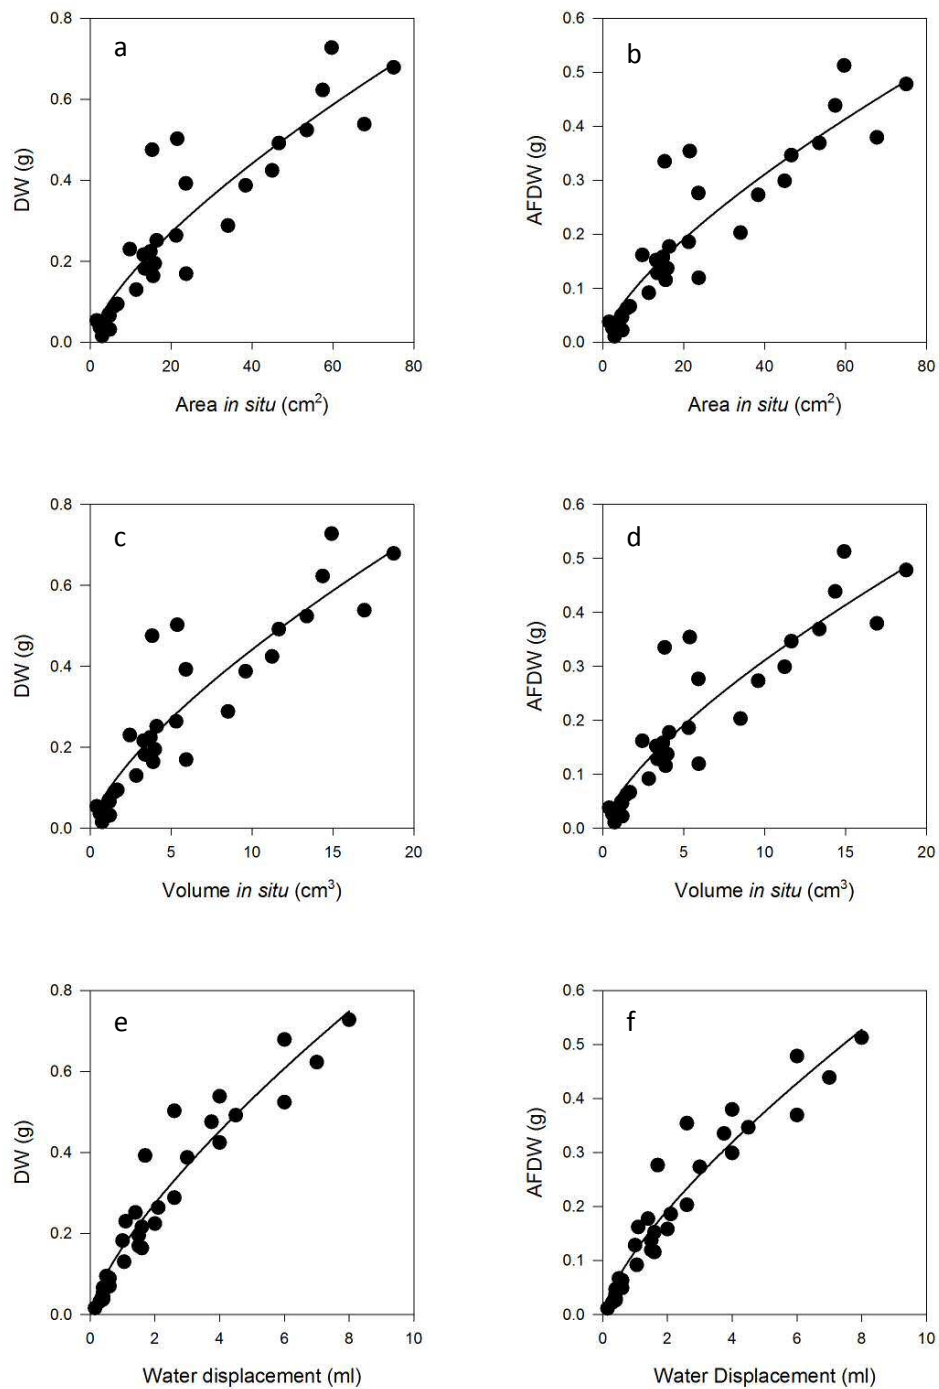 a
DW (g)
0.8
0.6
0.4
0.2
0.0
0 20 40 60 80
Area in situ (cm²)
b
AFDW (g)
0.6
0.5
0.4
0.3
0.2
0.1
0.0
0 20 40 60 80
Area in situ (cm²)
c
DW (g)
0.8
0.6
0.4
0.2
0.0
0 5 10 15 20
Volume in situ (cm³)
d
AFDW (g)
0.6
0.5
0.4
0.3
0.2
0.1
0.0
0 5 10 15 20
Volume in situ (cm³)
e
DW (g)
0.8
0.6
0.4
0.2
0.0
0 2 4 6 8 10
Water displacement (ml)
f
AFDW (g)
0.6
0.5
0.4
0.3
0.2
0.1
0.0
0 2 4 6 8 10
Water Displacement (ml)